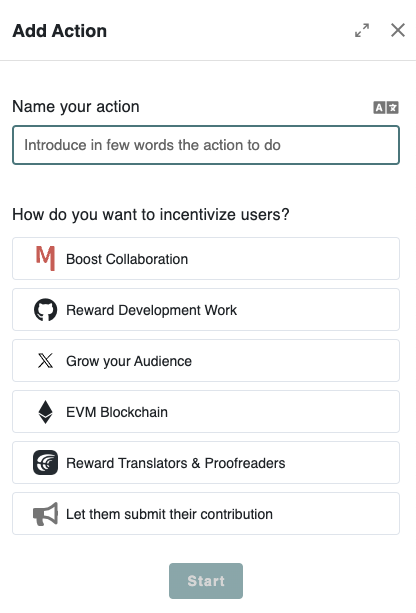 Add Action
Name your action
Introduce in few words the action to do
How do you want to incentivize users?
Boost Collaboration
Reward Development Work
Grow your Audience
EVM Blockchain
Reward Translators & Proofreaders
Let them submit their contribution
Start